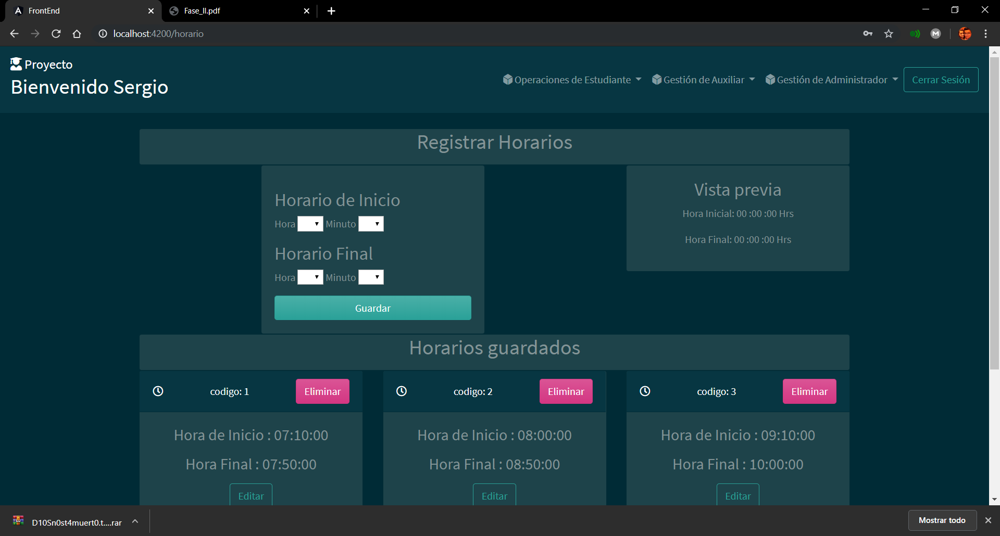 FrontEnd
Fase_II.pdf
localhost:4200/horario
Proyecto
Bienvenido Sergio
Operaciones de Estudiante
Gestión de Auxiliar
Gestión de Administrador
Cerrar Sesión
Registrar Horarios
Horario de Inicio
Hora Minuto
Horario Final
Hora Minuto
Guardar
Vista previa
Hora Inicial: 00 :00 :00 Hrs
Hora Final: 00 :00 :00 Hrs
Horarios guardados
codigo: 1 Eliminar
Hora de Inicio : 07:10:00
Hora Final : 07:50:00
Editar
codigo: 2 Eliminar
Hora de Inicio : 08:00:00
Hora Final : 08:50:00
Editar
codigo: 3 Eliminar
Hora de Inicio : 09:10:00
Hora Final : 10:00:00
Editar
D10Sn0st4muert0.t....rar
Mostrar todo